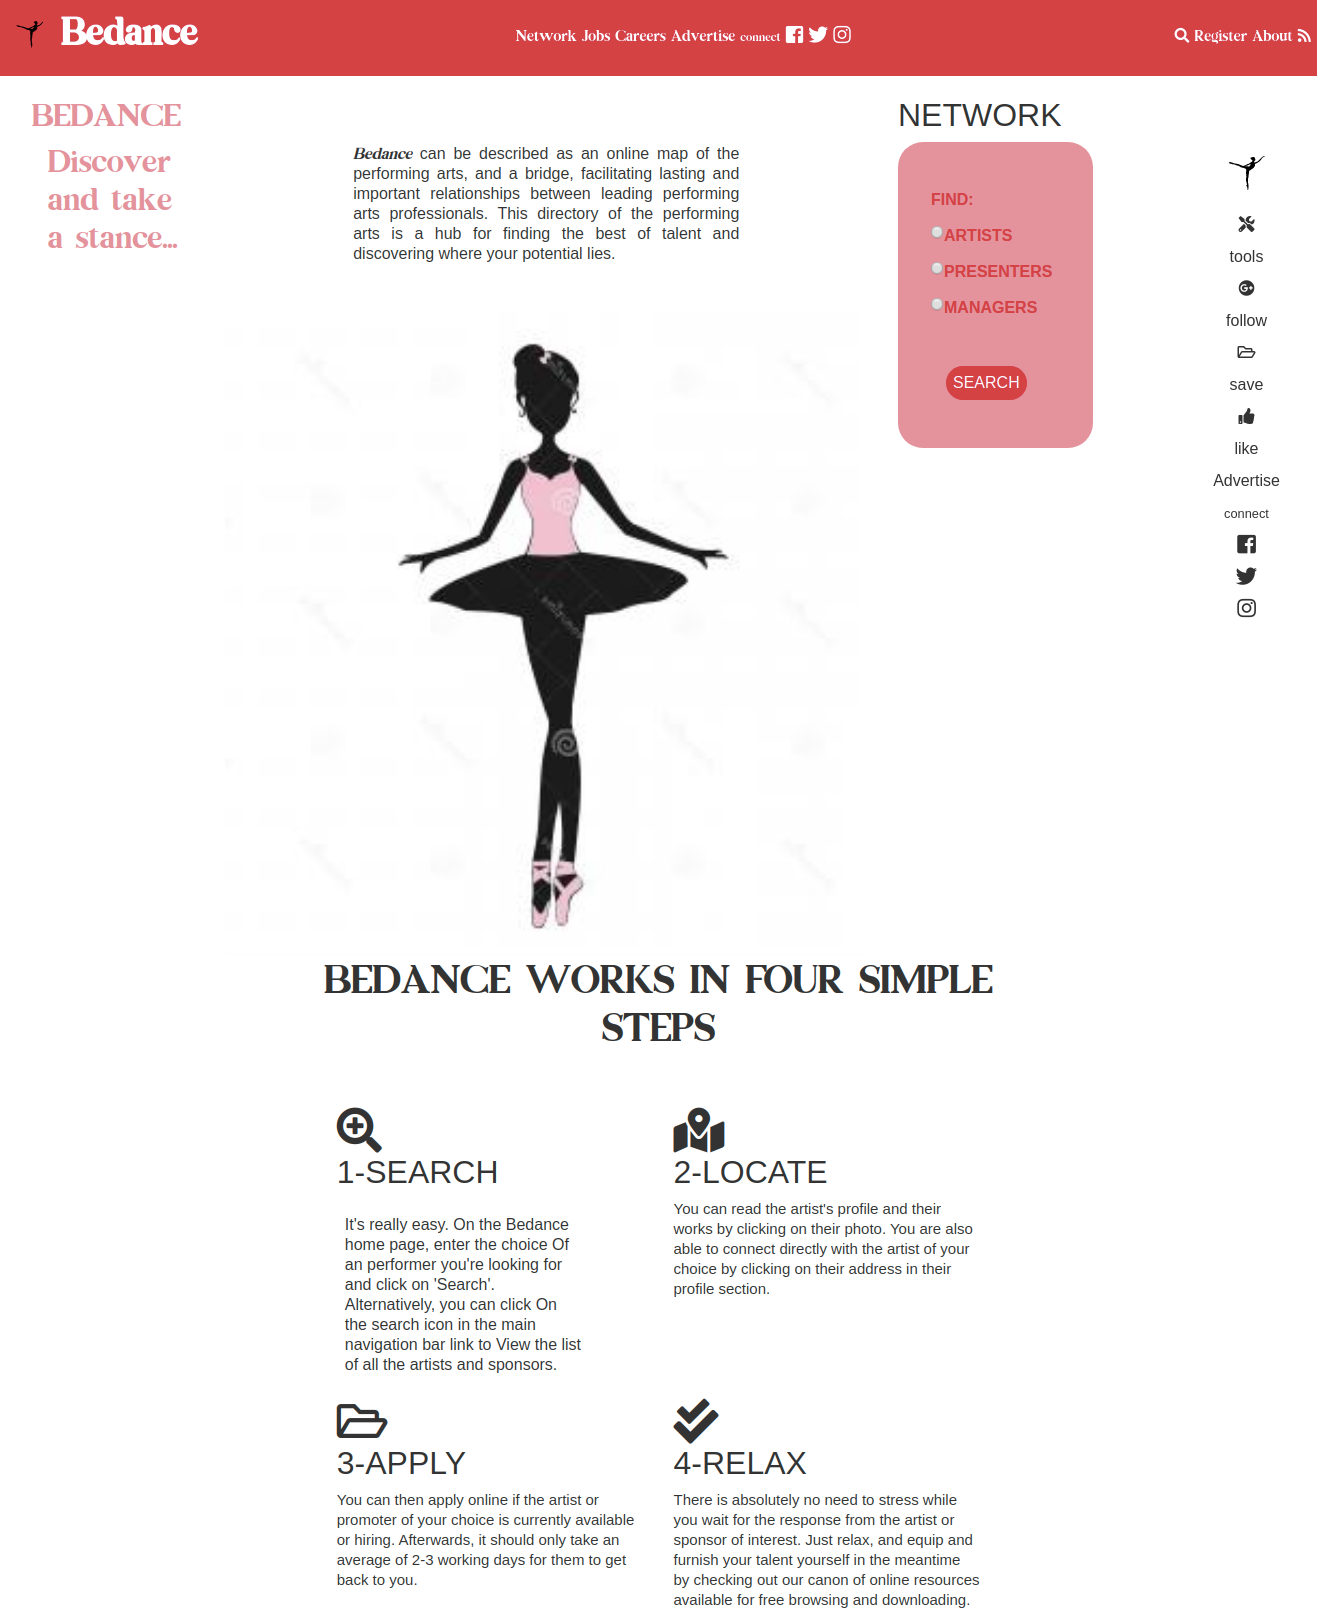 Bedance
Network Jobs Careers Advertise connect
Register About
BEDANCE
Discover
and take
a stance...
Bedance can be described as an online map of the
performing arts, and a bridge, facilitating lasting and
important relationships between leading performing
arts professionals. This directory of the performing
arts is a hub for finding the best of talent and
discovering where your potential lies.
NETWORK
FIND:
ARTISTS
PRESENTERS
MANAGERS
SEARCH
tools
follow
save
like
Advertise
connect
BEDANCE WORKS IN FOUR SIMPLE
STEPS
1-SEARCH
It's really easy. On the Bedance
home page, enter the choice Of
an performer you're looking for
and click on 'Search'.
Alternatively, you can click On
the search icon in the main
navigation bar link to View the list
of all the artists and sponsors.
2-LOCATE
You can read the artist's profile and their
works by clicking on their photo. You are also
able to connect directly with the artist of your
choice by clicking on their address in their
profile section.
3-APPLY
You can then apply online if the artist or
promoter of your choice is currently available
or hiring. Afterwards, it should only take an
average of 2-3 working days for them to get
back to you.
4-RELAX
There is absolutely no need to stress while
you wait for the response from the artist or
sponsor of interest. Just relax, and equip and
furnish your talent yourself in the meantime
by checking out our canon of online resources
available for free browsing and downloading.